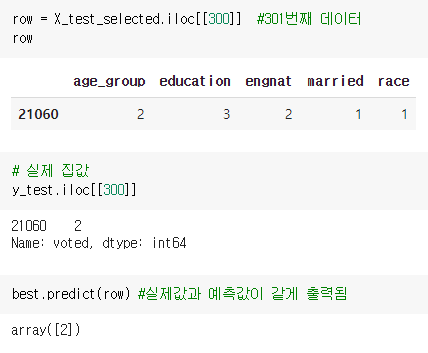 row = X_test_selected.iloc[[300]]  #301번째 데이터
row
age_group education engnat married race
21060 2 3 2 1 1
# 실제 집값
y_test.iloc[[300]]
21060    2
Name: voted, dtype: int64
best.predict(row) #실제값과 예측값이 같게 출력됨
array([2])